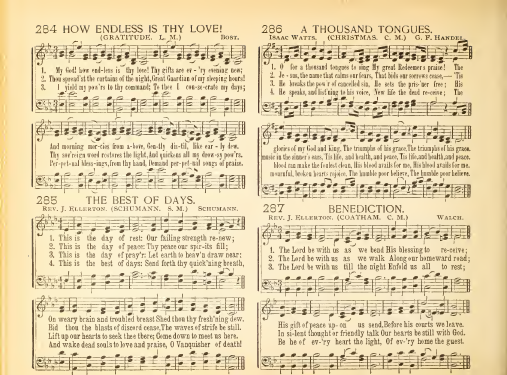 284 HOW ENDLESS IS THY LOVE!
(GRATITUDE. L. M.) BOST.
1. My God! how end-less is thy love! Thy gifts are ev-'ry evening new;
2. Thou spread'st the curtains of the night, Great Guardian of my sleeping hours!
3. I yield my pow'rs to thy command; To thee I con-se-crate my days;
And morning mer-cies from a-bove, Gen-tly dis-til, like ear-ly dew.
Thy sov'reign word restores the light, And quickens all my drow-sy pow'rs.
Per-pet-ual bless-ings, from thy hand, Demand per-pet-ual songs of praise.
285 THE BEST OF DAYS.
REV. J. ELLERTON. (SCHUMANN. S. M.) SCHUMANN.
1. This is the day of rest: Our failing strength re-new;
2. This is the day of peace: Thy peace our spir-its fill;
3. This is the day of pray'r: Let earth to heav'n draw near:
4. This is the best of days: Send forth thy quick'ning breath,
On weary brain and troubled breast Shed thou thy fresh'ning dew.
Bid thou the blasts of discord cease, The waves of strife be still.
Lift up our hearts to seek thee there; Come down to meet us here.
And wake dead souls to love and praise, O Vanquisher of death!
286 A THOUSAND TONGUES.
ISAAC WATTS. (CHRISTMAS. C. M.) G. F. HANDEL
1. O for a thousand tongues to sing My great Redeemer's praise! The
2. Je-sus, the name that calms our fears, That bids our sorrows cease, 'Tis
3. He breaks the pow'r of cancelled sin, He sets the pris-'ner free; His
4. He speaks, and list'ning to his voice, New life the dead re-ceive; The
glories of my God and King, The triumphs of his grace, The triumphs of his grace.
music in the sinner's ears, 'Tis life, and health, and peace, 'Tis life, and health, and peace.
blood can make the foulest clean, His blood avails for me, His blood avails for me.
mournful, broken hearts rejoice, The humble poor believe, The humble poor believe.
287 BENEDICTION.
REV. J. ELLERTON. (COATHAM. C. M.) WALCH.
1. The Lord be with us as we bend His blessing to re-ceive;
2. The Lord be with us as we walk Along our homeward road;
3. The Lord be with us till the night Enfold us all to rest;
His gift of peace up-on us send, Before his courts we leave.
In si-lent thought or friendly talk Our hearts be still with God.
Be he of ev-'ry heart the light, Of ev-'ry home the guest.